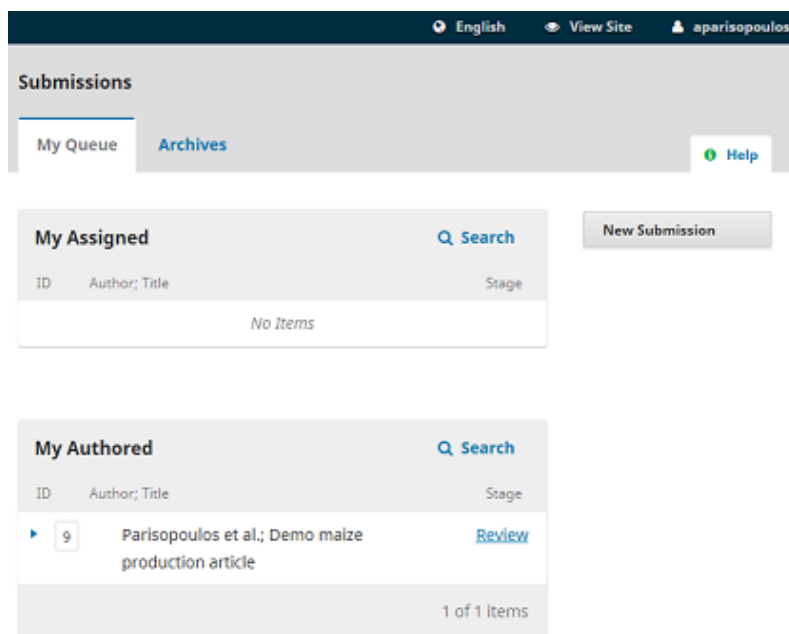 English View Site aparisopoulos
Submissions
My Queue Archives
Help
My Assigned Search
New Submission
ID Author; Title Stage
No Items
My Authored Search
ID Author; Title Stage
9 Parisopoulos et al.; Demo maize Review
production article
1 of 1 items